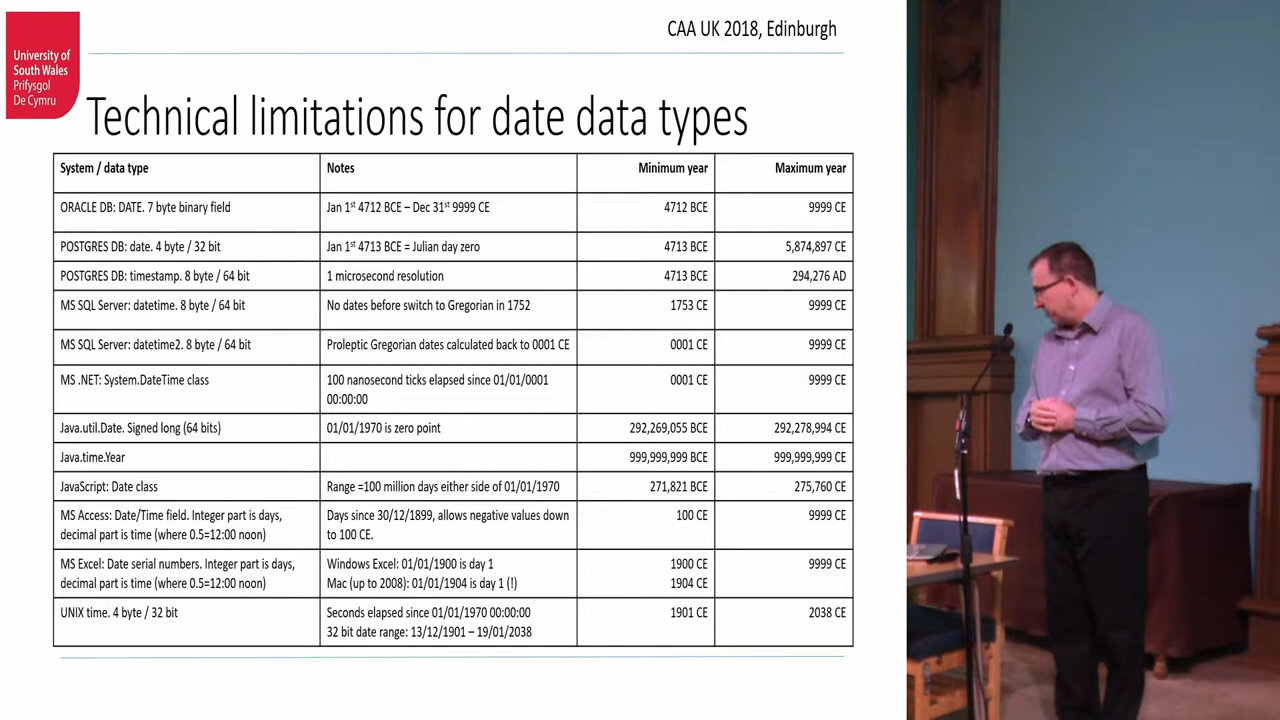 CAA UK 2018, Edinburgh
University of
South Wales
Prifysgol
De Cymru
Technical limitations for date data types
System / data type Notes Minimum year Maximum year
ORACLE DB: DATE. 7 byte binary field Jan 1st 4712 BCE – Dec 31st 9999 CE 4712 BCE 9999 CE
POSTGRES DB: date. 4 byte / 32 bit Jan 1st 4713 BCE = Julian day zero 4713 BCE 5,874,897 CE
POSTGRES DB: timestamp. 8 byte / 64 bit 1 microsecond resolution 4713 BCE 294,276 AD
MS SQL Server: datetime. 8 byte / 64 bit No dates before switch to Gregorian in 1752 1753 CE 9999 CE
MS SQL Server: datetime2. 8 byte / 64 bit Proleptic Gregorian dates calculated back to 0001 CE 0001 CE 9999 CE
MS .NET: System.DateTime class 100 nanosecond ticks elapsed since 01/01/0001 0001 CE 9999 CE
00:00:00
Java.util.Date. Signed long (64 bits) 01/01/1970 is zero point 292,269,055 BCE 292,278,994 CE
Java.time.Year 999,999,999 BCE 999,999,999 CE
JavaScript: Date class Range =100 million days either side of 01/01/1970 271,821 BCE 275,760 CE
MS Access: Date/Time field. Integer part is days, Days since 30/12/1899, allows negative values down 100 CE 9999 CE
decimal part is time (where 0.5=12:00 noon) to 100 CE.
MS Excel: Date serial numbers. Integer part is days, Windows Excel: 01/01/1900 is day 1 1900 CE 9999 CE
decimal part is time (where 0.5=12:00 noon) Mac (up to 2008): 01/01/1904 is day 1 (!) 1904 CE
UNIX time. 4 byte / 32 bit Seconds elapsed since 01/01/1970 00:00:00 1901 CE 2038 CE
32 bit date range: 13/12/1901 – 19/01/2038